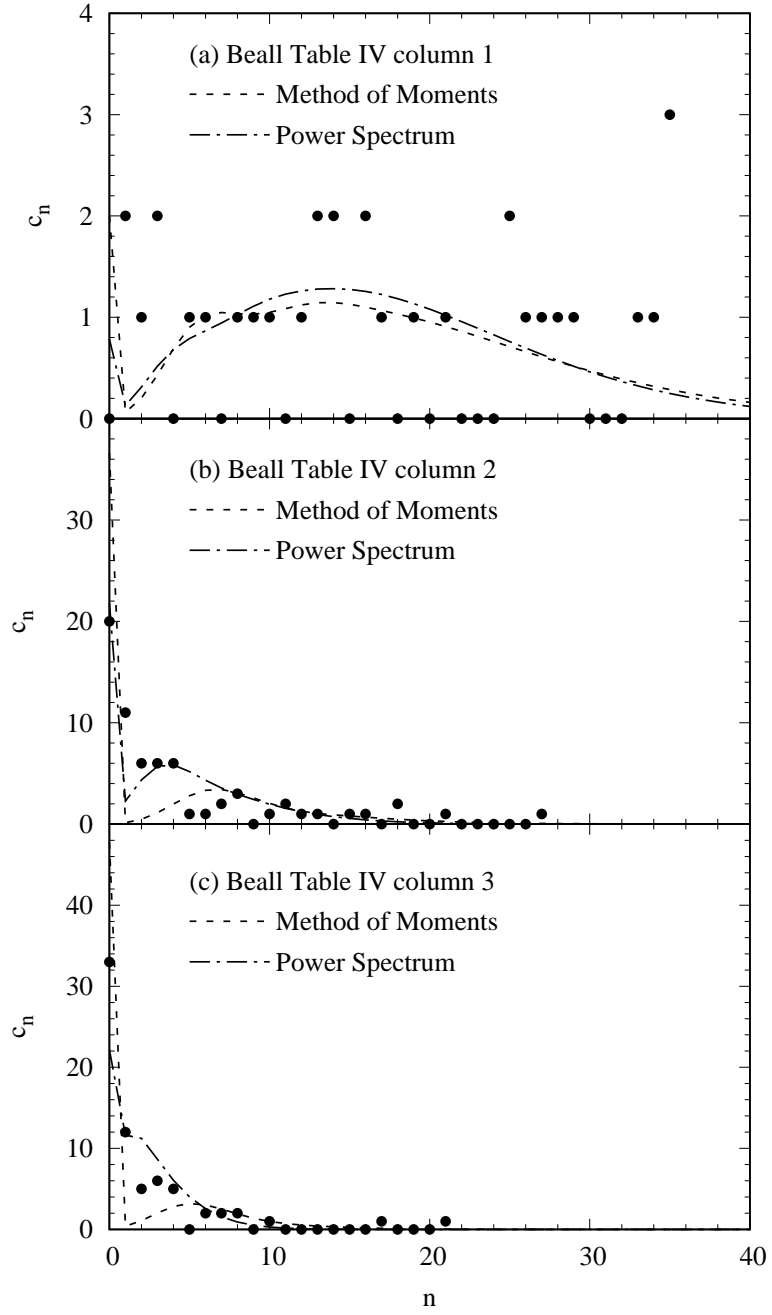 4
(a) Beall Table IV column 1
Method of Moments
Power Spectrum
3
c_n
2
1
0
(b) Beall Table IV column 2
Method of Moments
Power Spectrum
30
c_n
20
10
0
(c) Beall Table IV column 3
Method of Moments
Power Spectrum
40
30
c_n
20
10
0
0 10 20 30 40
n